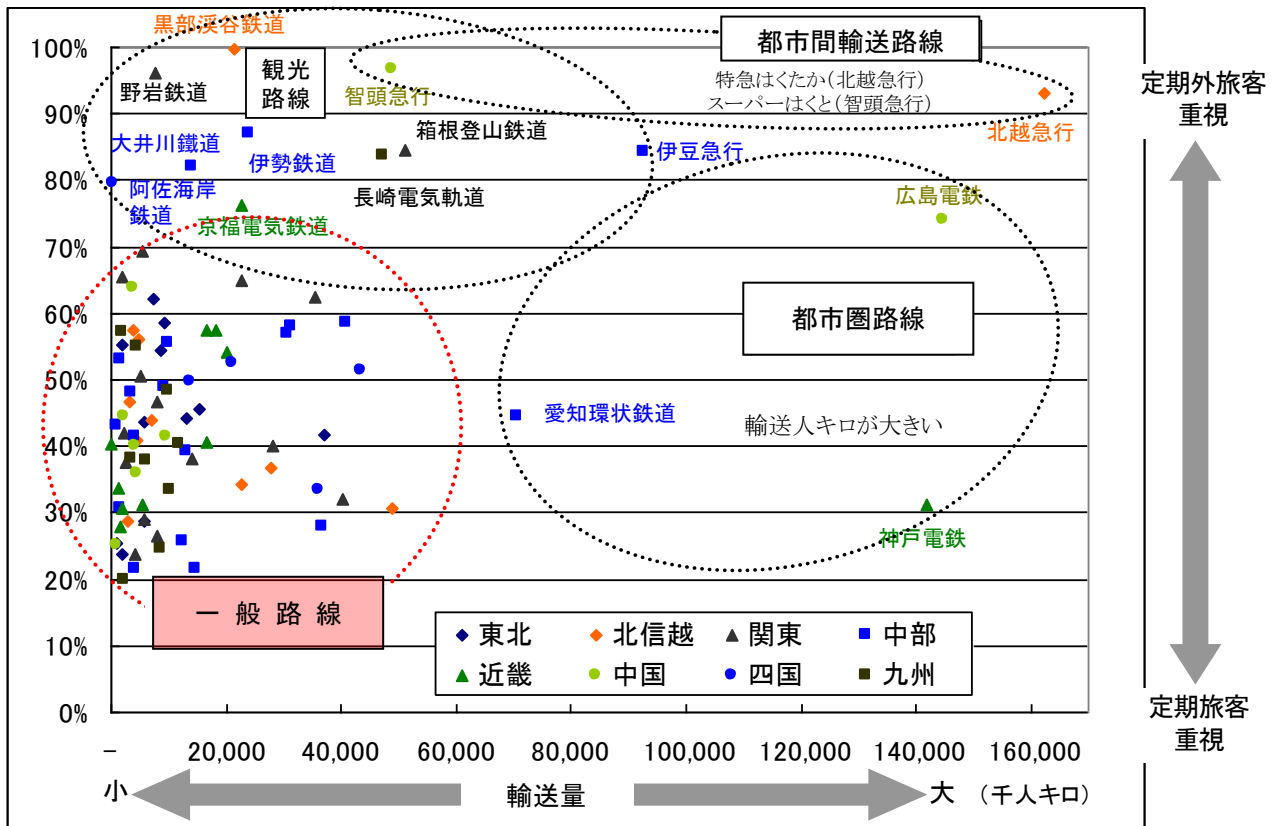 黒部渓谷鉄道
100%
90%
80%
70%
60%
50%
40%
30%
20%
10%
0%
野岩鉄道
観光
路線
智頭急行
都市間輸送路線
特急はくたか(北越急行)
スーパーはくと(智頭急行)
北越急行
大井川鐵道
伊勢鉄道
箱根登山鉄道
伊豆急行
阿佐海岸
鉄道
長崎電気軌道
京福電気鉄道
広島電鉄
都市圏路線
愛知環状鉄道
輸送人キロが大きい
神戸電鉄
一 般 路 線
東北 北信越 関東 中部
近畿 中国 四国 九州
– 20,000 40,000 60,000 80,000 100,000 120,000 140,000 160,000
小 輸送量 大 (千人キロ)
定期外旅客
重視
定期旅客
重視